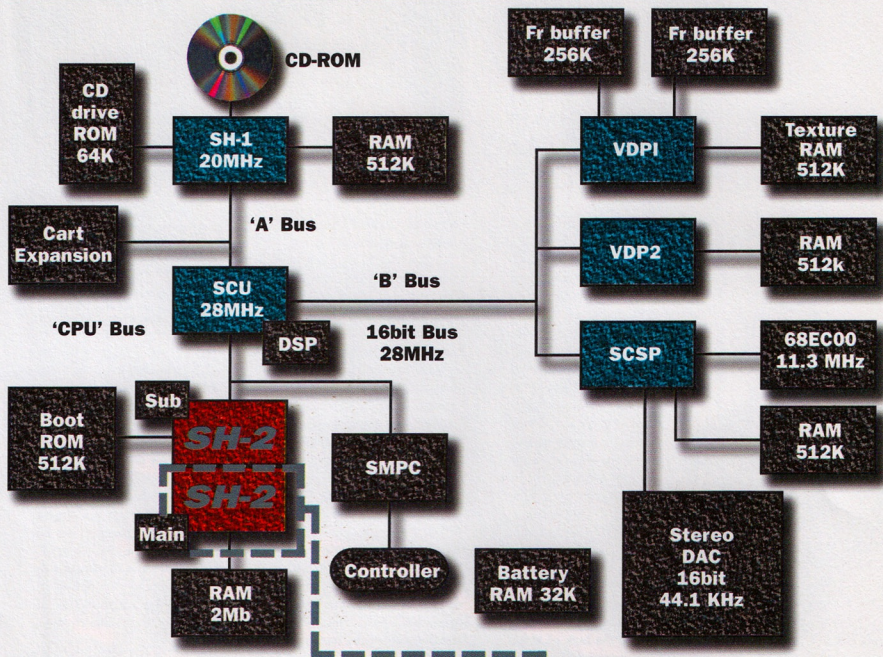 Fr buffer
256K
Fr buffer
256K
CD-ROM
CD
drive
ROM
64K
SH-1
20MHz
RAM
512K
VDPI
Texture
RAM
512K
'A' Bus
Cart
Expansion
VDP2
RAM
512k
SCU
28MHz
'B' Bus
'CPU' Bus
DSP
16bit Bus
28MHz
SCSP
68EC00
11.3 MHz
Sub
SH-2
Boot
ROM
512K
SMPC
RAM
512K
SH-2
Main
Stereo
DAC
16bit
44.1 KHz
Controller
Battery
RAM 32K
RAM
2Mb